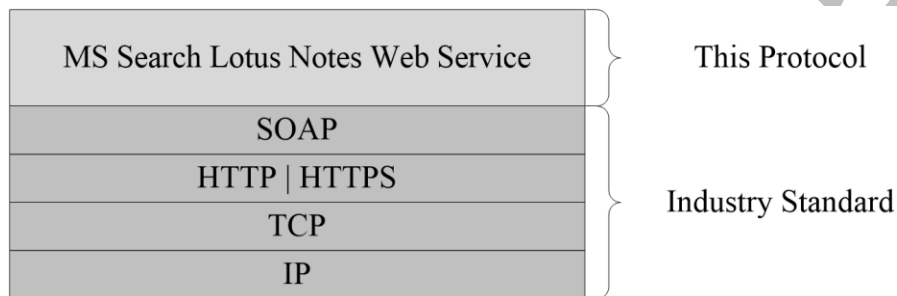 MS Search Lotus Notes Web Service
This Protocol
SOAP
HTTP | HTTPS
Industry Standard
TCP
IP